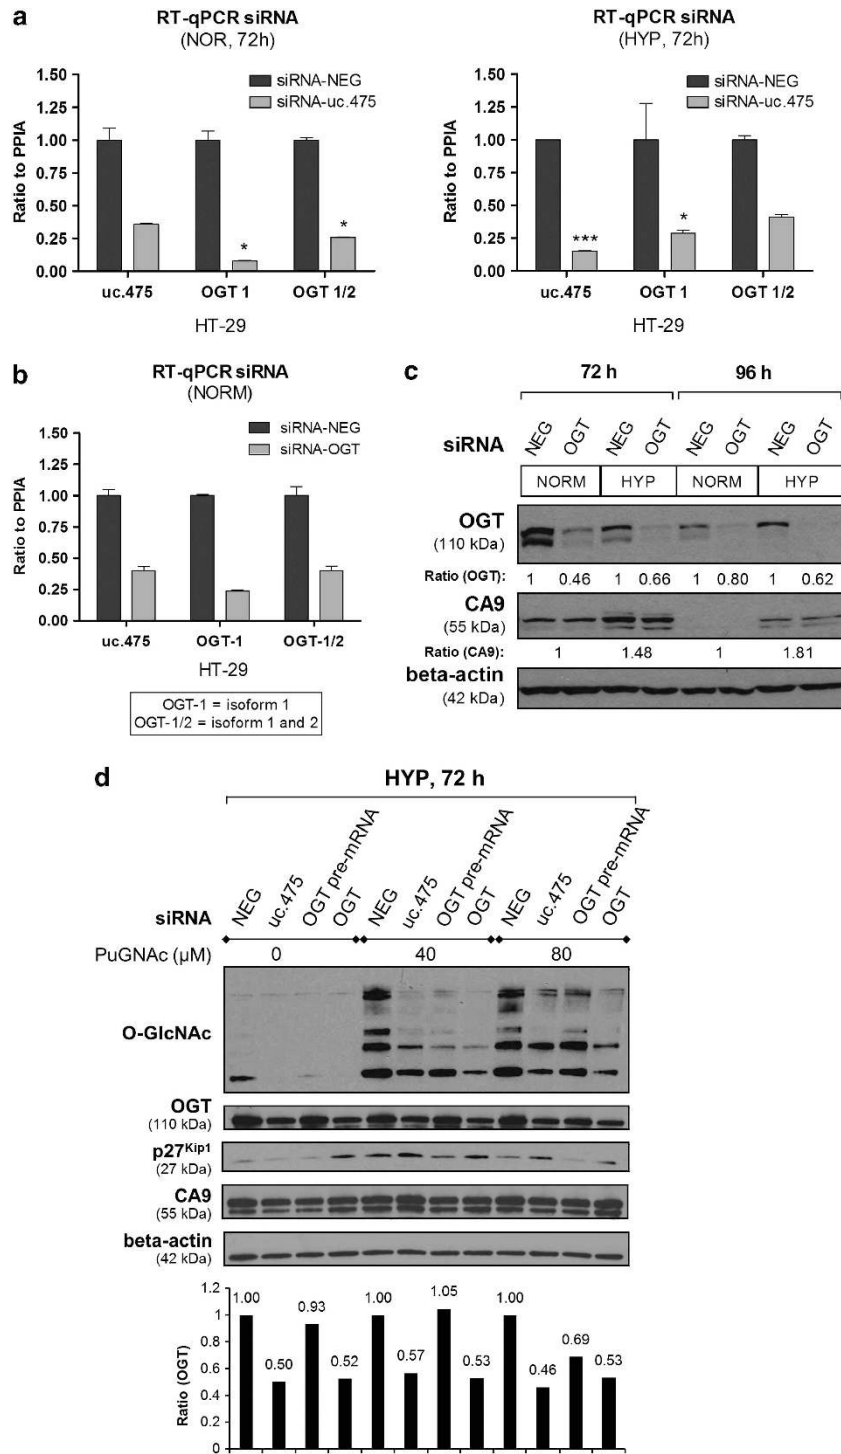 a
RT-qPCR siRNA
(NOR, 72h)
Ratio to PPIA
1.50
1.25
1.00
0.75
0.50
0.25
0.00
siRNA-NEG
siRNA-uc.475
*
*
uc.475
OGT 1
OGT 1/2
HT-29
RT-qPCR siRNA
(HYP, 72h)
Ratio to PPIA
1.50
1.25
1.00
0.75
0.50
0.25
0.00
siRNA-NEG
siRNA-uc.475
***
*
uc.475
OGT 1
OGT 1/2
HT-29
b
RT-qPCR siRNA
(NORM)
Ratio to PPIA
1.50
1.25
1.00
0.75
0.50
0.25
0.00
siRNA-NEG
siRNA-OGT
uc.475
OGT-1
OGT-1/2
HT-29
OGT-1 = isoform 1
OGT-1/2 = isoform 1 and 2
c
72 h 96 h
siRNA NEG OGT NEG OGT NEG OGT NEG OGT
NORM HYP NORM HYP
OGT
(110 kDa)
Ratio (OGT): 1 0.46 1 0.66 1 0.80 1 0.62
CA9
(55 kDa)
Ratio (CA9): 1 1.48 1 1.81
beta-actin
(42 kDa)
d
HYP, 72 h
siRNA NEG uc.475 OGT pre-mRNA OGT NEG uc.475 OGT pre-mRNA OGT NEG uc.475 OGT pre-mRNA OGT
PuGNAc (µM) 0 40 80
O-GlcNAc
OGT
(110 kDa)
p27Kip1
(27 kDa)
CA9
(55 kDa)
beta-actin
(42 kDa)
Ratio (OGT)
1.2
1
0.8
0.6
0.4
0.2
0
1.00 0.50 0.93 0.52 1.00 0.57 1.05 0.53 1.00 0.46 0.69 0.53